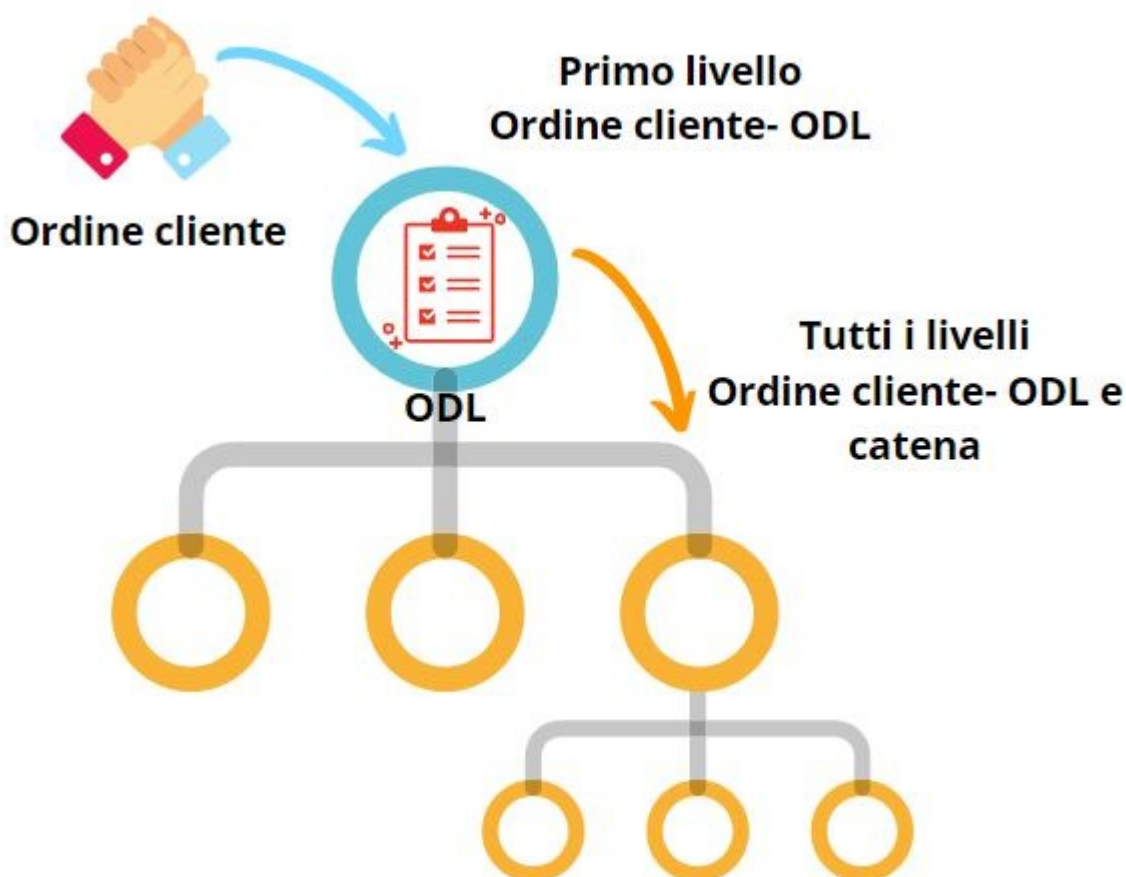 Primo livello
Ordine cliente- ODL
Ordine cliente
Tutti i livelli
Ordine cliente- ODL e
catena
ODL